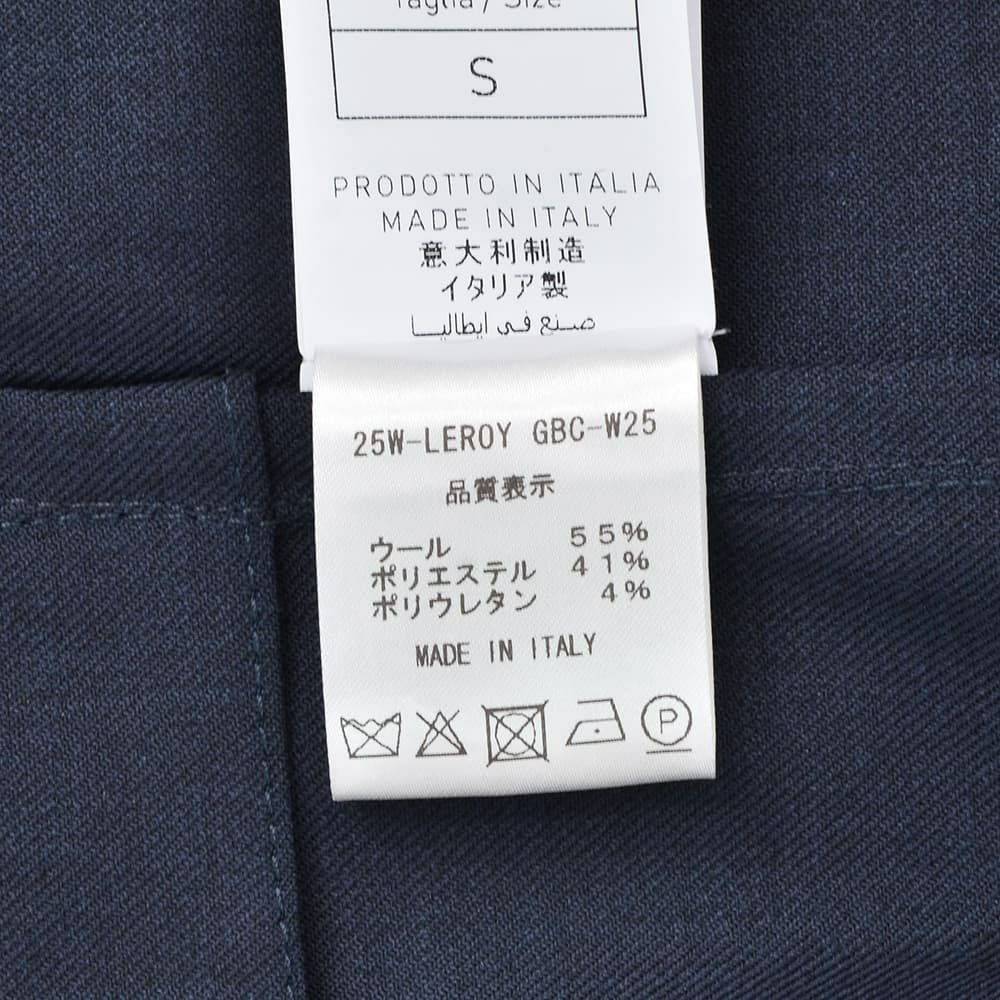 Taglia / Size
S
PRODOTTO IN ITALIA
MADE IN ITALY
意大利制造
イタリア製
صنع في ايطاليا
25W-LEROY GBC-W25
品質表示
ウール 55%
ポリエステル 41%
ポリウレタン 4%
MADE IN ITALY
P